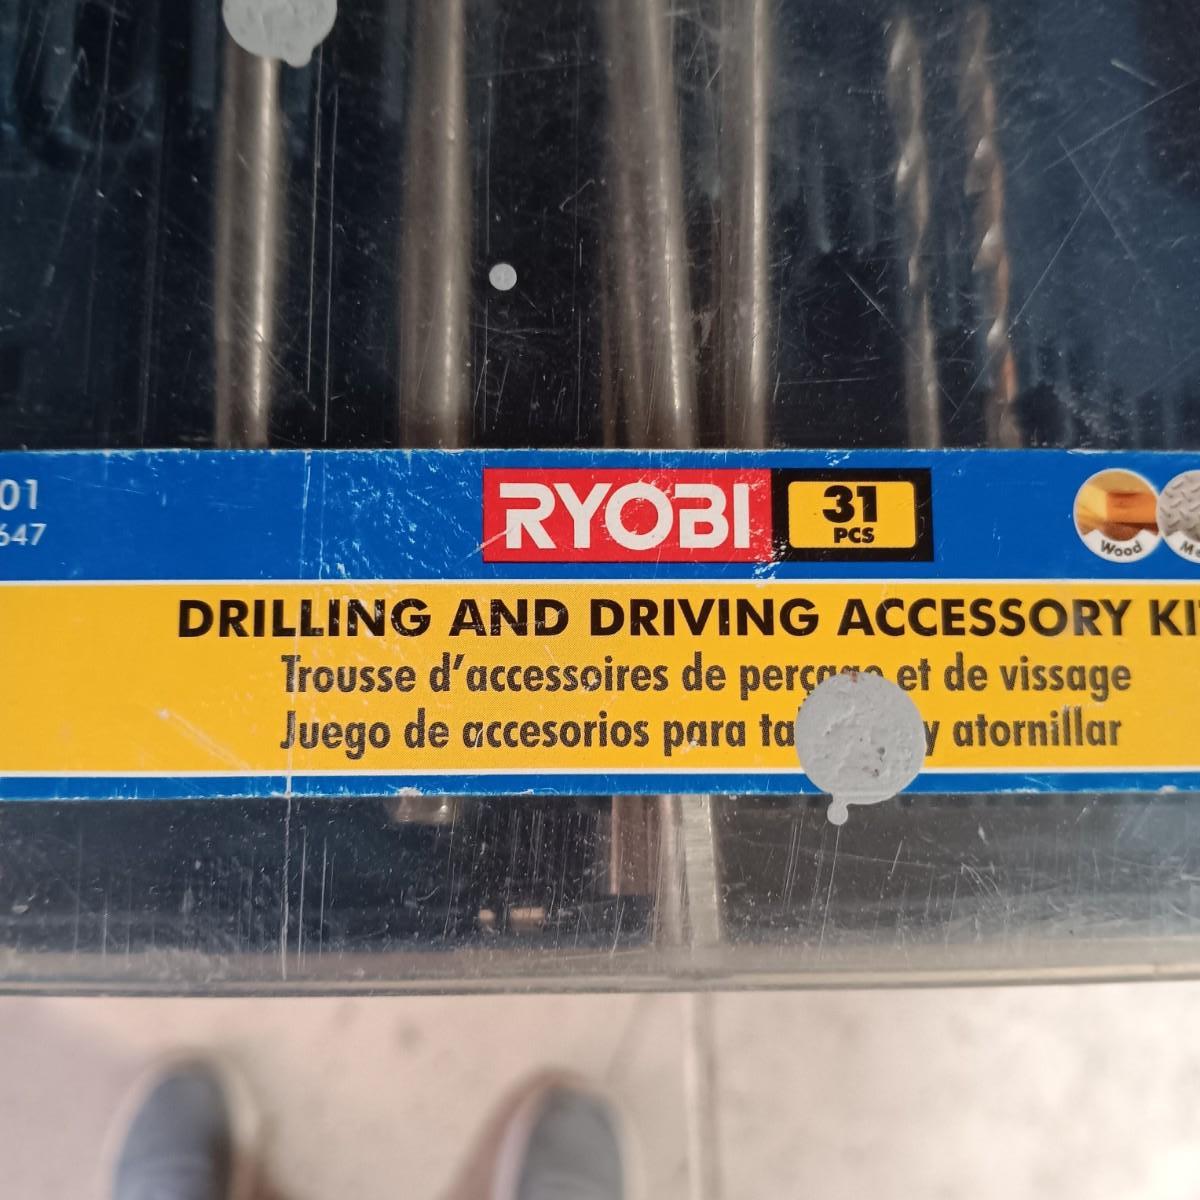 01
647
RYOBI
31
PCS
Wood
DRILLING AND DRIVING ACCESSORY KI
Trousse d'accessoires de perçage et de vissage
Juego de accesorios para y atornillar